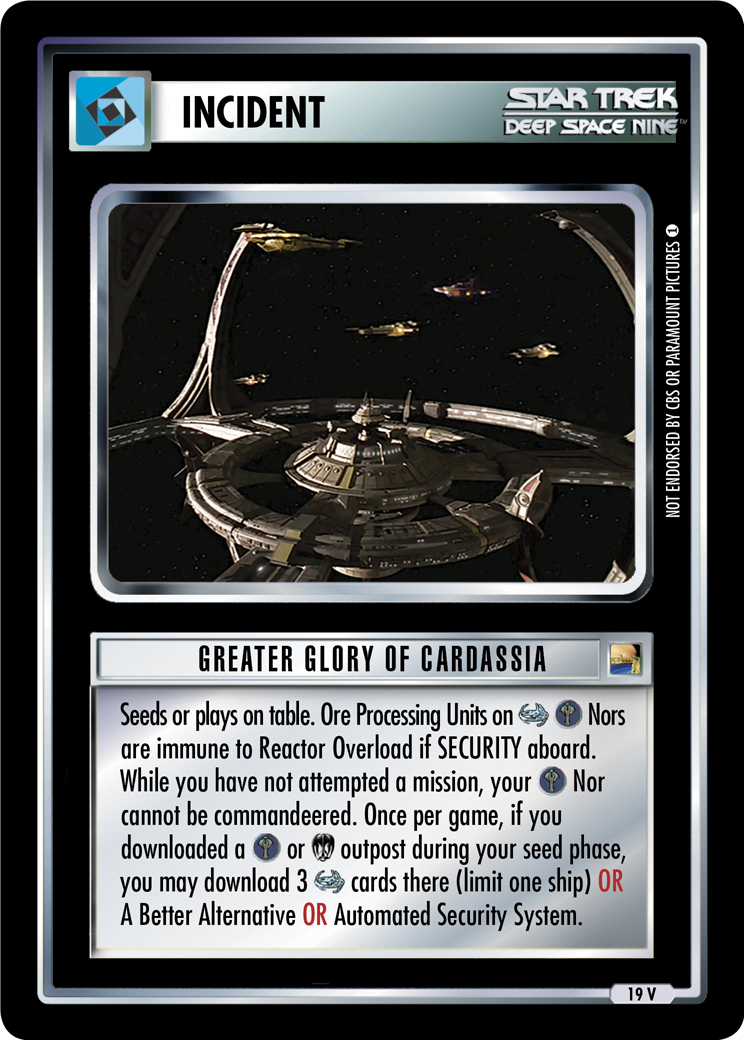 INCIDENT
STAR TREK
DEEP SPACE NINE™
NOT ENDORSED BY CBS OR PARAMOUNT PICTURES 1
GREATER GLORY OF CARDASSIA
Seeds or plays on table. Ore Processing Units on Nors
are immune to Reactor Overload if SECURITY aboard.
While you have not attempted a mission, your Nor
cannot be commandeered. Once per game, if you
downloaded a or outpost during your seed phase,
you may download 3 cards there (limit one ship) OR
A Better Alternative OR Automated Security System.
19 V